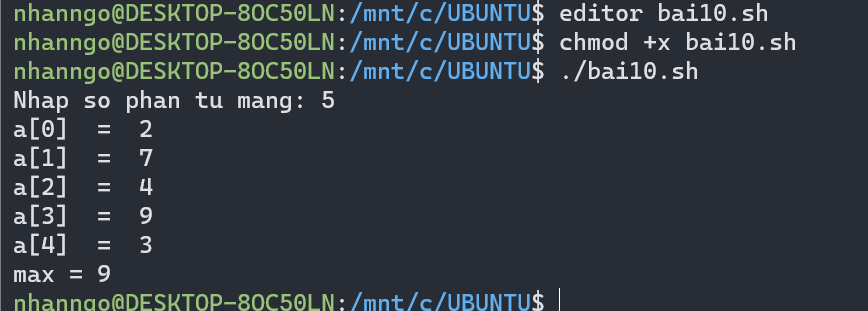 nhanngo@DESKTOP-8OC50LN:/mnt/c/UBUNTU$ editor bai10.sh
nhanngo@DESKTOP-8OC50LN:/mnt/c/UBUNTU$ chmod +x bai10.sh
nhanngo@DESKTOP-8OC50LN:/mnt/c/UBUNTU$ ./bai10.sh
Nhap so phan tu mang: 5
a[0]  =  2
a[1]  =  7
a[2]  =  4
a[3]  =  9
a[4]  =  3
max = 9
nhanngo@DESKTOP-8OC50LN:/mnt/c/UBUNTU$